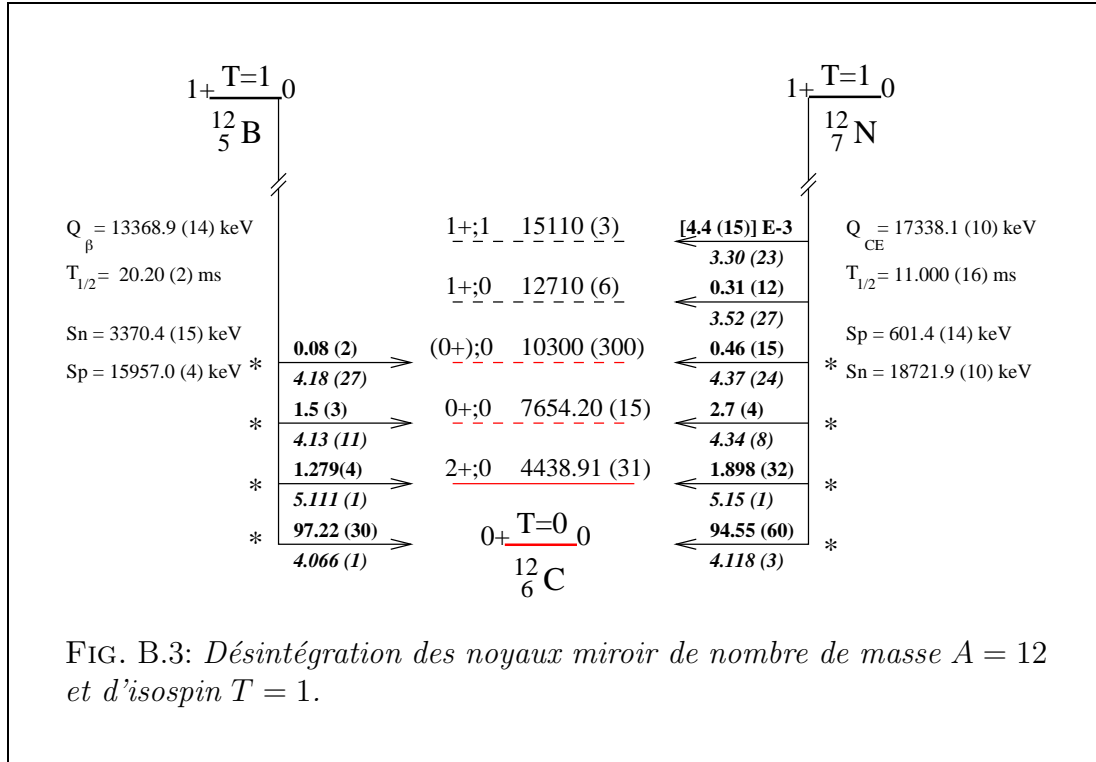 1+ T=1 0
12
5 B
1+ T=1 0
12
7 N
Qβ = 13368.9 (14) keV
T1/2 = 20.20 (2) ms
Sn = 3370.4 (15) keV
Sp = 15957.0 (4) keV
QCE = 17338.1 (10) keV
T1/2 = 11.000 (16) ms
Sp = 601.4 (14) keV
Sn = 18721.9 (10) keV
1+;1 15110 (3) [4.4 (15)] E-3
3.30 (23)
1+;0 12710 (6) 0.31 (12)
3.52 (27)
* 0.08 (2) (0+);0 10300 (300) 0.46 (15) *
4.18 (27) 4.37 (24)
* 1.5 (3) 0+;0 7654.20 (15) 2.7 (4) *
4.13 (11) 4.34 (8)
* 1.279(4) 2+;0 4438.91 (31) 1.898 (32) *
5.111 (1) 5.15 (1)
* 97.22 (30) 0+ T=0 0 94.55 (60) *
4.066 (1) 4.118 (3)
12
6 C
FIG. B.3: Désintégration des noyaux miroir de nombre de masse A = 12
et d'isospin T = 1.